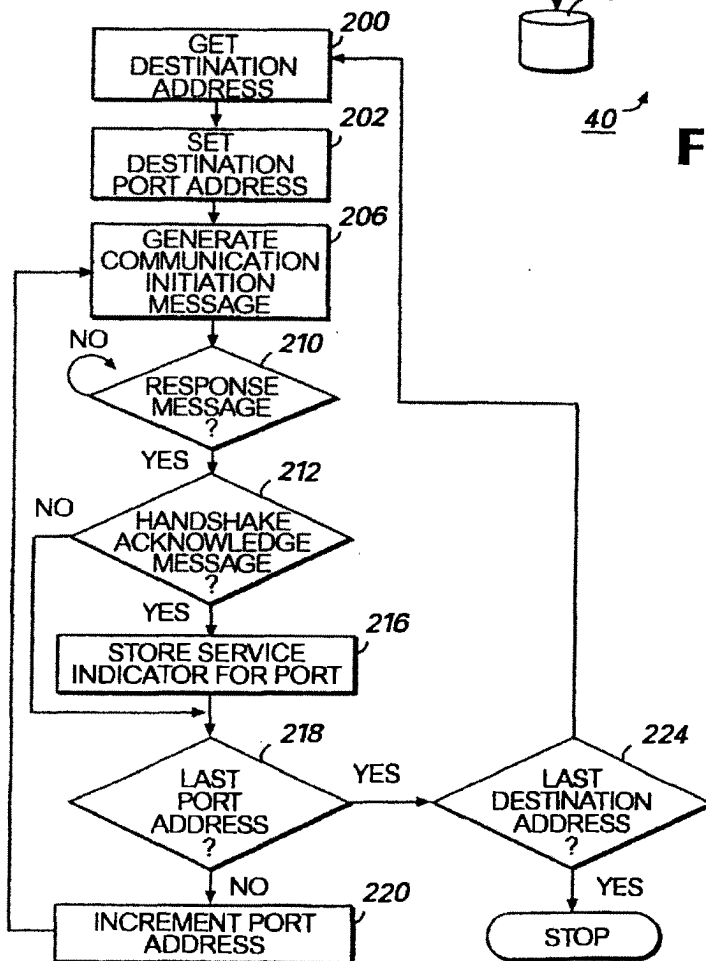 200
GET
DESTINATION
ADDRESS
40
F
202
SET
DESTINATION
PORT ADDRESS
206
GENERATE
COMMUNICATION
INITIATION
MESSAGE
NO
210
RESPONSE
MESSAGE
?
YES
212
NO
HANDSHAKE
ACKNOWLEDGE
MESSAGE
?
YES
216
STORE SERVICE
INDICATOR FOR PORT
218
224
LAST
PORT
ADDRESS
?
YES
LAST
DESTINATION
ADDRESS
?
NO
220
YES
INCREMENT PORT
ADDRESS
STOP